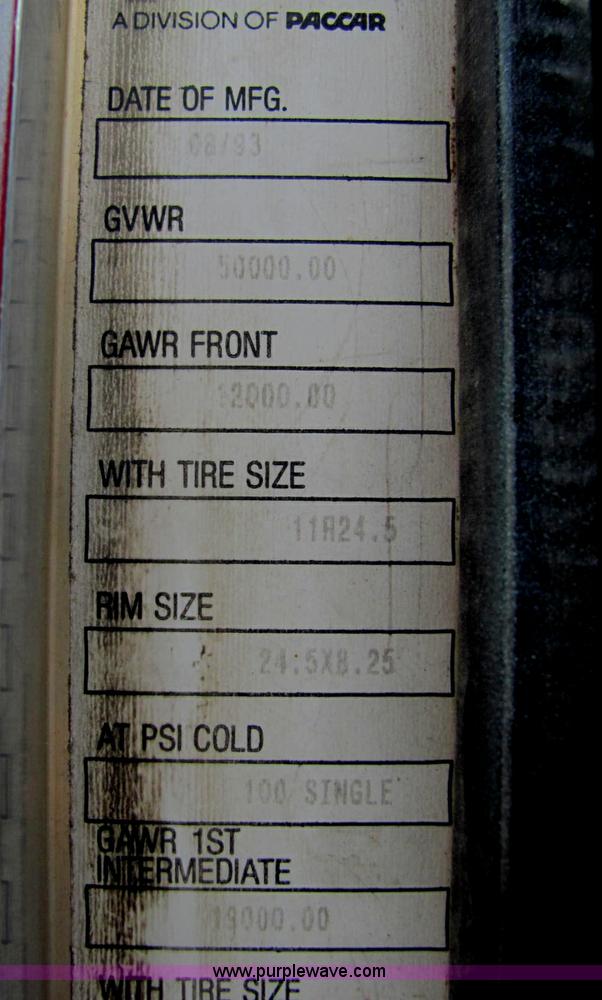 A DIVISION OF PACCAR
DATE OF MFG.
08/93
GVWR
50000.00
GAWR FRONT
12000.00
WITH TIRE SIZE
11R24.5
RIM SIZE
24.5X8.25
AT PSI COLD
100 SINGLE
GAWR 1ST
INTERMEDIATE
19000.00
www.purplewave.com
WITH TIRE SIZE